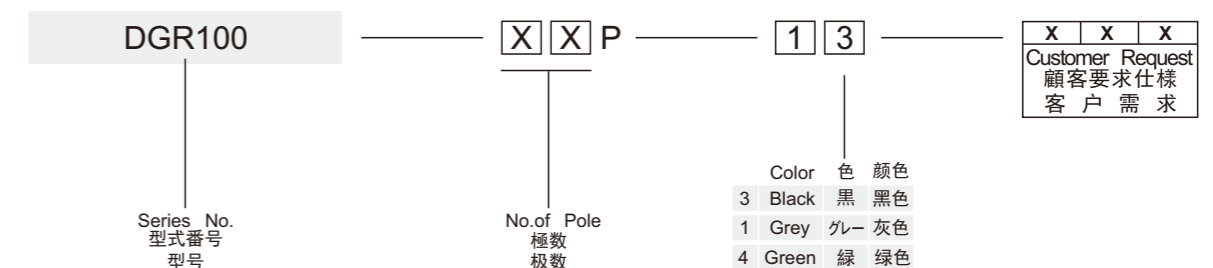 DGR100 XXP 13 X X X
Customer Request
顧客要求仕様
客户需求
Color 色 颜色
3 Black 黒 黑色
1 Grey グレー 灰色
4 Green 緑 绿色
Series No.
型式番号
型号
No.of Pole
極数
极数